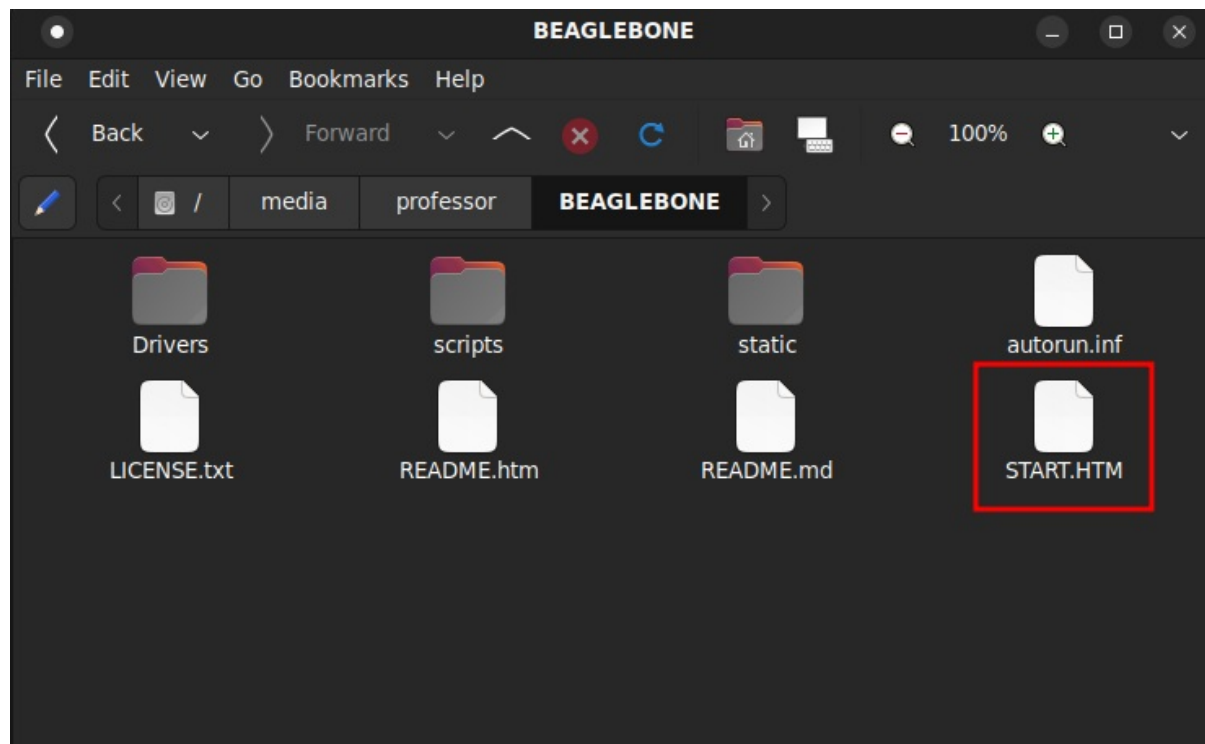 BEAGLEBONE
File Edit View Go Bookmarks Help
Back Forward 100%
/ media professor BEAGLEBONE
Drivers scripts static autorun.inf
LICENSE.txt README.htm README.md START.HTM